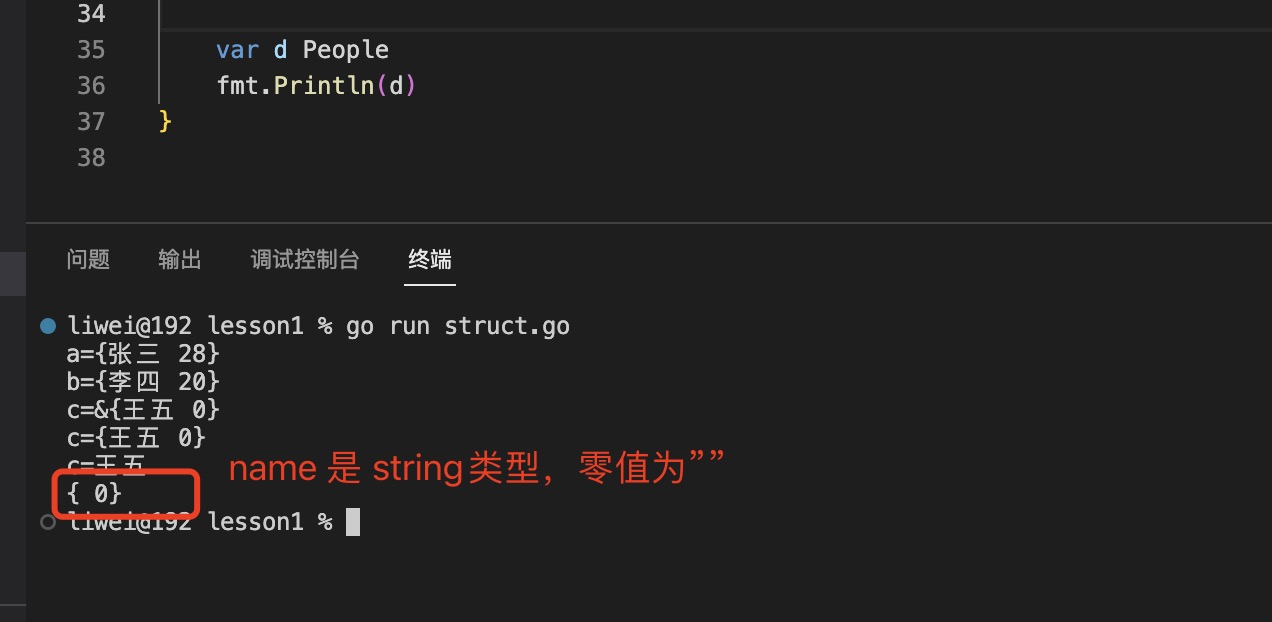 34
35 var d People
36 fmt.Println(d)
37 }
38
问题 输出 调试控制台 终端
liwei@192 lesson1 % go run struct.go
a={张三 28}
b={李四 20}
c=&{王五 0}
c={王五 0}
c=王五
name 是 string类型，零值为””
{ 0}
liwei@192 lesson1 %